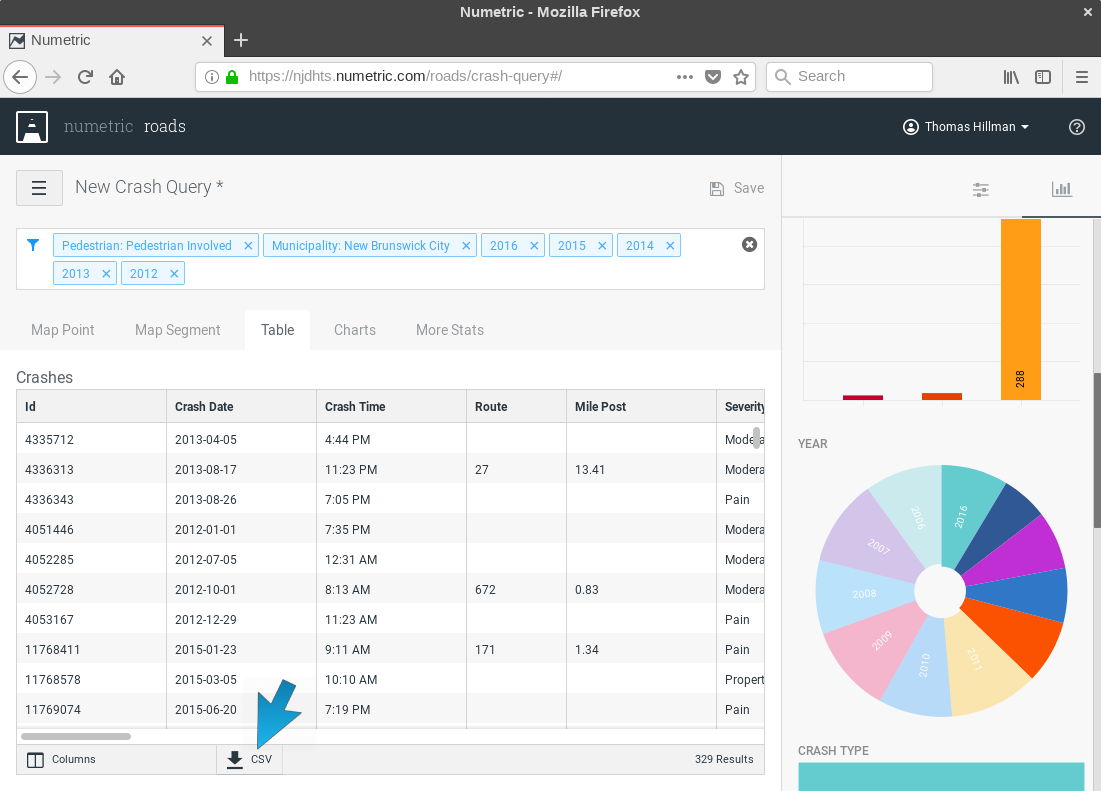 Numetric - Mozilla Firefox
Numetric
https://njdhts.numetric.com/roads/crash-query#/
Search
numetric roads
Thomas Hillman
New Crash Query *
Save
Pedestrian: Pedestrian Involved
Municipality: New Brunswick City
2016
2015
2014
2013
2012
Map Point
Map Segment
Table
Charts
More Stats
Crashes
Id Crash Date Crash Time Route Mile Post Severity
4335712 2013-04-05 4:44 PM Modera
4336313 2013-08-17 11:23 PM 27 13.41 Modera
4336343 2013-08-26 7:05 PM Pain
4051446 2012-01-01 7:35 PM Modera
4052285 2012-07-05 12:31 AM Modera
4052728 2012-10-01 8:13 AM 672 0.83 Modera
4053167 2012-12-29 11:23 AM Pain
11768411 2015-01-23 9:11 AM 171 1.34 Pain
11768578 2015-03-05 10:10 AM Propert
11769074 2015-06-20 7:19 PM Pain
Columns
CSV
329 Results
288
YEAR
2006
2016
2007
2008
2009
2010
2011
CRASH TYPE